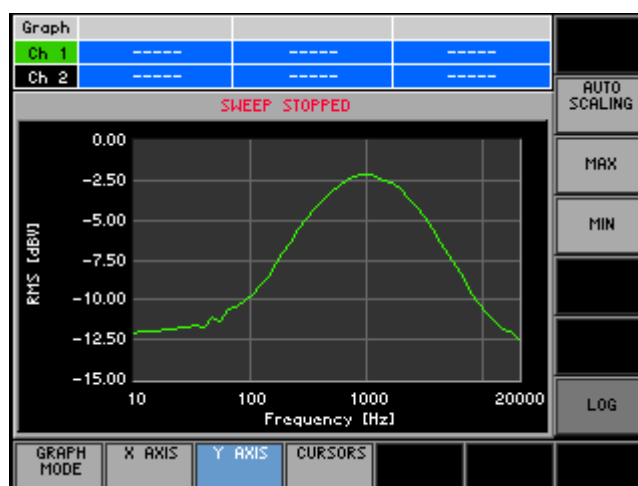 Graph
Ch 1 ----- ----- -----
Ch 2 ----- ----- -----
SWEEP STOPPED
AUTO
SCALING
MAX
MIN
LOG
0.00
-2.50
-5.00
-7.50
-10.00
-12.50
-15.00
RMS [dBV]
10 100 1000 20000
Frequency [Hz]
GRAPH
MODE
X AXIS
Y AXIS
CURSORS